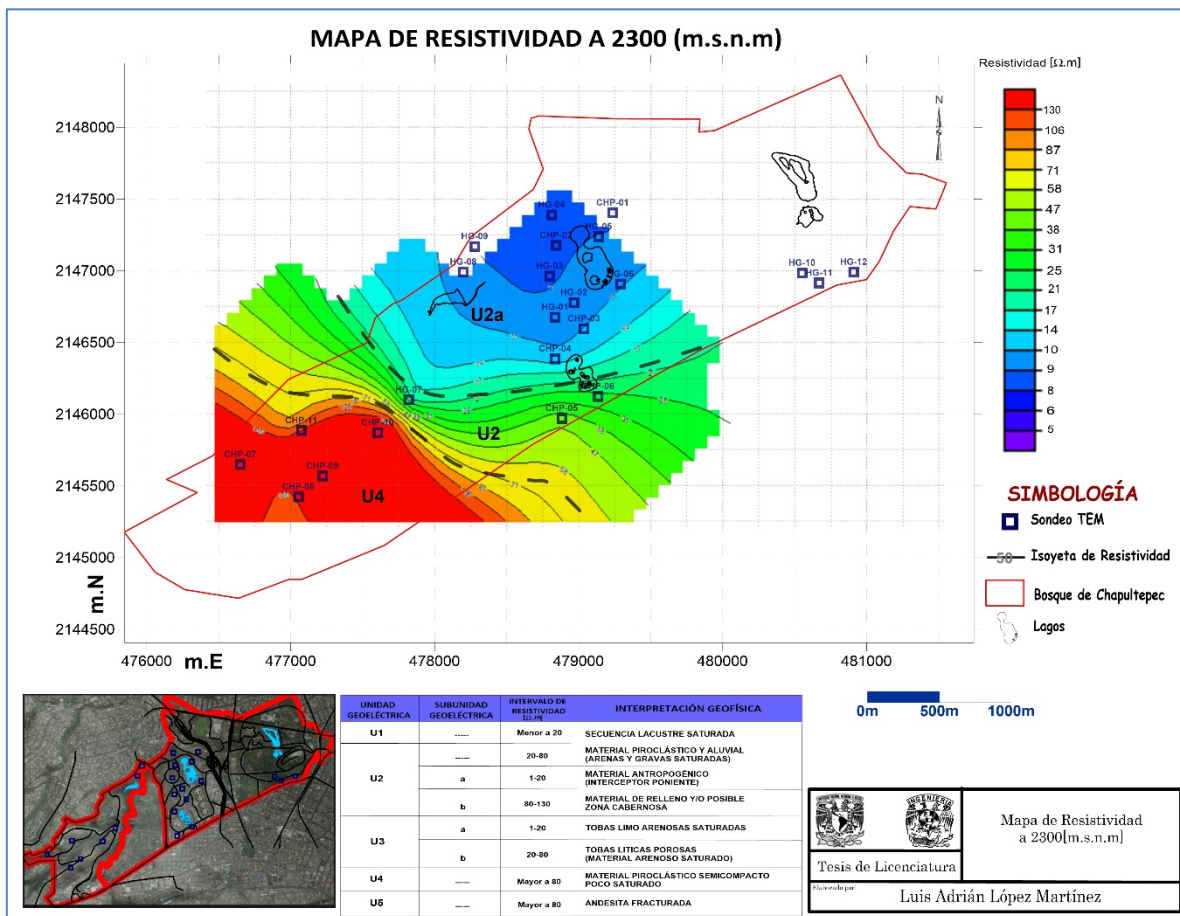 MAPA DE RESISTIVIDAD A 2300 (m.s.n.m)
Resistividad [Ω.m]
130
106
87
71
58
47
38
31
25
21
17
14
10
9
8
6
5
N
2148000
2147500
2147000
2146500
2146000
2145500
2145000
2144500
m.N
476000
477000
478000
479000
480000
481000
m.E
HG-04
CHP-01
HG-05
HG-09
CHP-02
HG-08
HG-03
HG-06
HG-10
HG-11
HG-12
HG-02
HG-01
CHP-03
U2a
CHP-04
HG-07
CHP-06
CHP-05
CHP-11
U2
CHP-07
CHP-09
CHP-08
U4
SIMBOLOGÍA
Sondeo TEM
50 Isoyeta de Resistividad
Bosque de Chapultepec
Lagos
0m 500m 1000m
UNIDAD GEOELÉCTRICA
SUBUNIDAD GEOELÉCTRICA
INTERVALO DE RESISTIVIDAD [Ω.m]
INTERPRETACIÓN GEOFÍSICA
U1 ----- Menor a 20 SECUENCIA LACUSTRE SATURADA
U2 ----- 20-80 MATERIAL PIROCLÁSTICO Y ALUVIAL
(ARENAS Y GRAVAS SATURADAS)
a 1-20 MATERIAL ANTROPOGÉNICO
(INTERCEPTOR PONIENTE)
b 80-130 MATERIAL DE RELLENO Y/O POSIBLE
ZONA CABERNOSA
U3 a 1-20 TOBAS LIMO ARENOSAS SATURADAS
b 20-80 TOBAS LITICAS POROSAS
(MATERIAL ARENOSO SATURADO)
U4 ----- Mayor a 80 MATERIAL PIROCLÁSTICO SEMICOMPACTO
POCO SATURADO
U5 ----- Mayor a 80 ANDESITA FRACTURADA
INGENIERIA
Mapa de Resistividad
a 2300[m.s.n.m]
Tesis de Licenciatura
Elaborado por:
Luis Adrián López Martínez